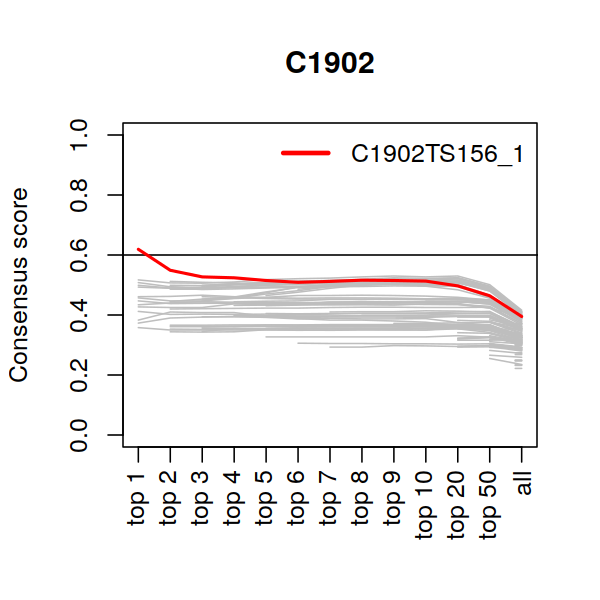 C1902
C1902TS156_1
Consensus score
1.0
0.8
0.6
0.4
0.2
0.0
top 1
top 2
top 3
top 4
top 5
top 6
top 7
top 8
top 9
top 10
top 20
top 50
all